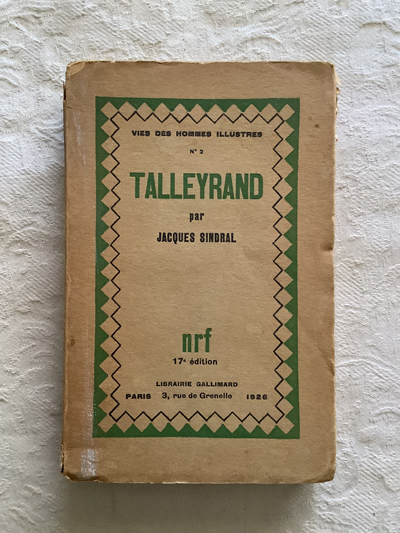 VIES DES HOMMES ILLUSTRES
N° 2
TALLEYRAND
par
JACQUES SINDRAL
nrf
17e édition
LIBRAIRIE GALLIMARD
PARIS 3, rue de Grenelle 1926